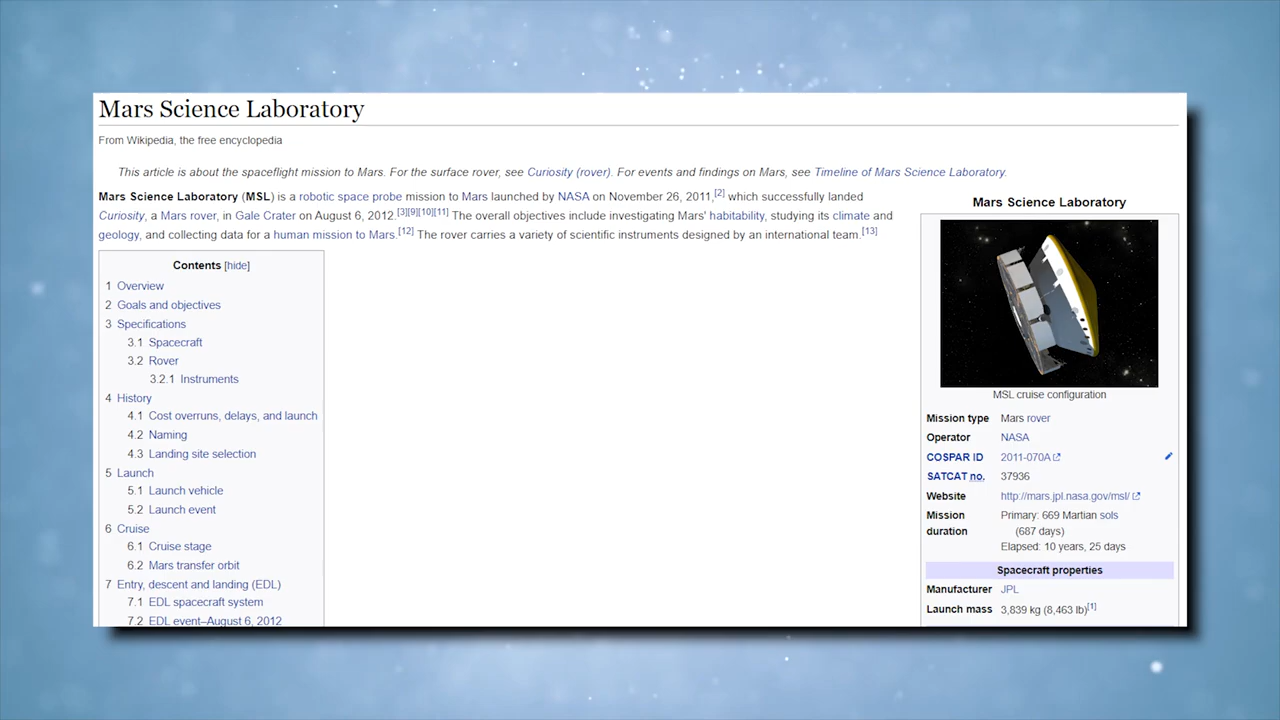 Mars Science Laboratory
From Wikipedia, the free encyclopedia
This article is about the spaceflight mission to Mars. For the surface rover, see Curiosity (rover). For events and findings on Mars, see Timeline of Mars Science Laboratory.
Mars Science Laboratory (MSL) is a robotic space probe mission to Mars launched by NASA on November 26, 2011,[2] which successfully landed
Curiosity, a Mars rover, in Gale Crater on August 6, 2012.[3][9][10][11] The overall objectives include investigating Mars' habitability, studying its climate and
geology, and collecting data for a human mission to Mars.[12] The rover carries a variety of scientific instruments designed by an international team.[13]
Contents [hide]
1 Overview
2 Goals and objectives
3 Specifications
3.1 Spacecraft
3.2 Rover
3.2.1 Instruments
4 History
4.1 Cost overruns, delays, and launch
4.2 Naming
4.3 Landing site selection
5 Launch
5.1 Launch vehicle
5.2 Launch event
6 Cruise
6.1 Cruise stage
6.2 Mars transfer orbit
7 Entry, descent and landing (EDL)
7.1 EDL spacecraft system
7.2 EDL event–August 6, 2012
Mars Science Laboratory
MSL cruise configuration
Mission type Mars rover
Operator NASA
COSPAR ID 2011-070A
SATCAT no. 37936
Website http://mars.jpl.nasa.gov/msl/
Mission duration Primary: 669 Martian sols
(687 days)
Elapsed: 10 years, 25 days
Spacecraft properties
Manufacturer JPL
Launch mass 3,839 kg (8,463 lb)[1]